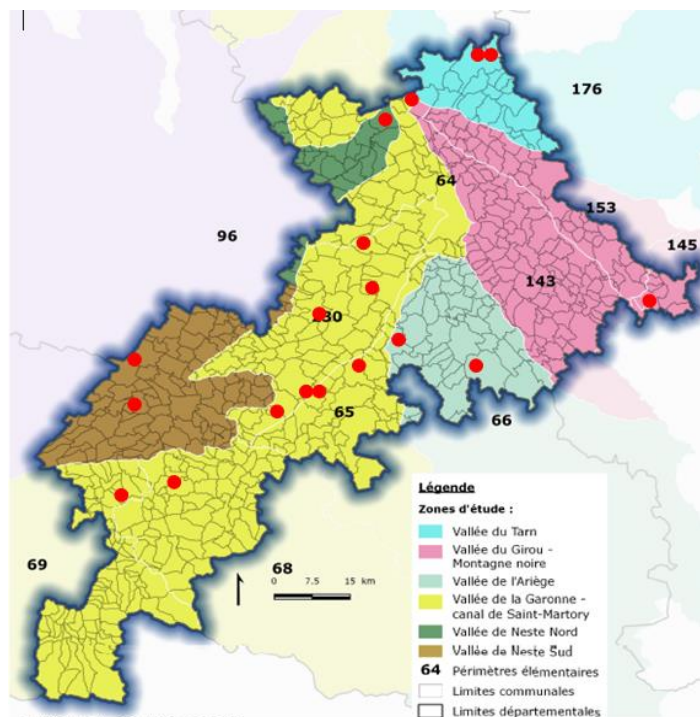 176
64
153
96
145
143
65
66
69
68
0 7.5 15 km
Légende
Zones d'étude :
Vallée du Tarn
Vallée du Girou -
Montagne noire
Vallée de l'Ariège
Vallée de la Garonne -
canal de Saint-Martory
Vallée de Neste Nord
Vallée de Neste Sud
64 Périmètres élémentaires
Limites communales
Limites départementales